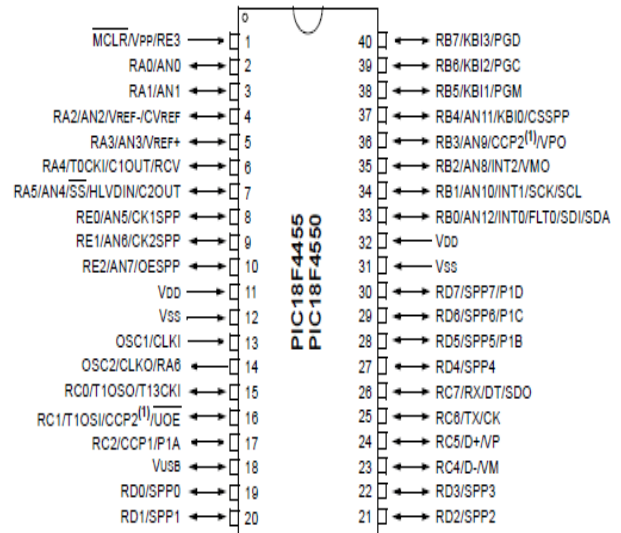 MCLR/VPP/RE3 1 40 RB7/KBI3/PGD
RA0/AN0 2 39 RB6/KBI2/PGC
RA1/AN1 3 38 RB5/KBI1/PGM
RA2/AN2/VREF-/CVREF 4 37 RB4/AN11/KBI0/CSSPP
RA3/AN3/VREF+ 5 36 RB3/AN9/CCP2(1)/VPO
RA4/T0CKI/C1OUT/RCV 6 35 RB2/AN8/INT2/VMO
RA5/AN4/SS/HLVDIN/C2OUT 7 34 RB1/AN10/INT1/SCK/SCL
RE0/AN5/CK1SPP 8 33 RB0/AN12/INT0/FLT0/SDI/SDA
RE1/AN6/CK2SPP 9 32 VDD
RE2/AN7/OESPP 10 31 VSS
VDD 11 30 RD7/SPP7/P1D
VSS 12 29 RD6/SPP6/P1C
OSC1/CLKI 13 28 RD5/SPP5/P1B
OSC2/CLKO/RA6 14 27 RD4/SPP4
RC0/T1OSO/T13CKI 15 26 RC7/RX/DT/SDO
RC1/T1OSI/CCP2(1)/UOE 16 25 RC6/TX/CK
RC2/CCP1/P1A 17 24 RC5/D+/VP
VUSB 18 23 RC4/D-/VM
RD0/SPP0 19 22 RD3/SPP3
RD1/SPP1 20 21 RD2/SPP2
PIC18F4455
PIC18F4550